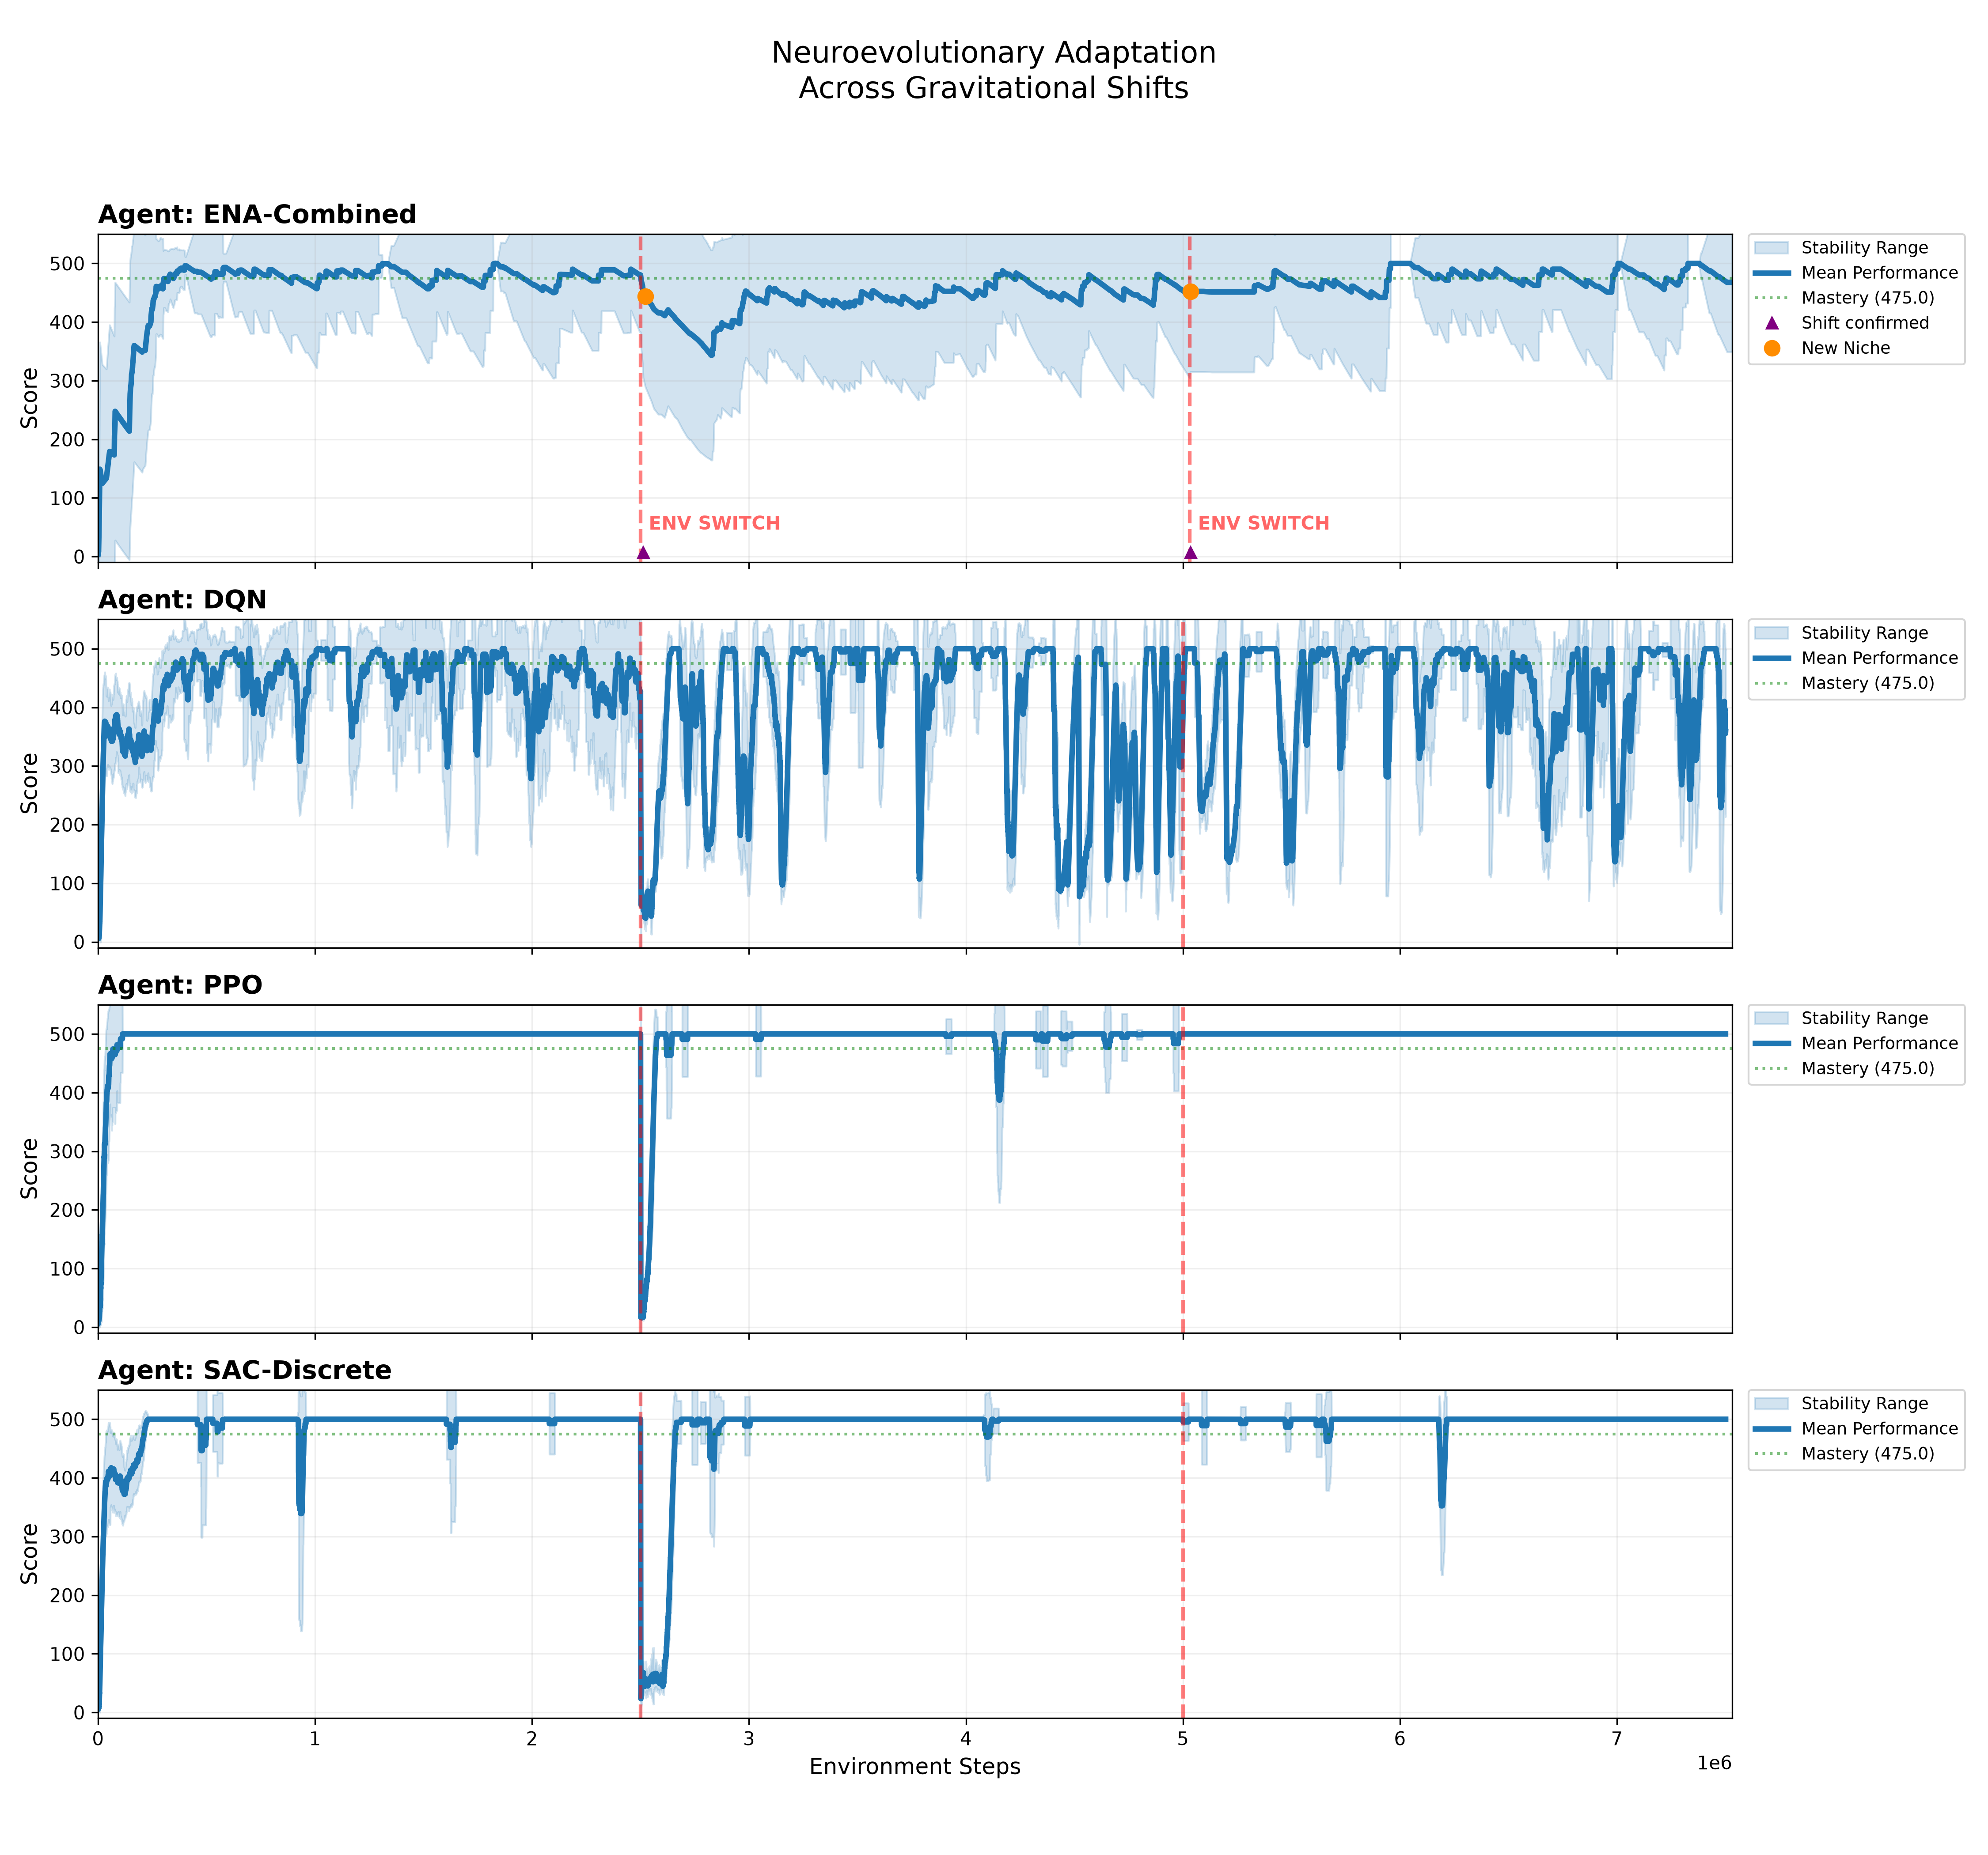 Neuroevolutionary Adaptation
Across Gravitational Shifts
Agent: ENA-Combined
500
400
300
200
100
0
Score
ENV SWITCH
ENV SWITCH
Stability Range
Mean Performance
Mastery (475.0)
Shift confirmed
New Niche
Agent: DQN
500
400
300
200
100
0
Score
Stability Range
Mean Performance
Mastery (475.0)
Agent: PPO
500
400
300
200
100
0
Score
Stability Range
Mean Performance
Mastery (475.0)
Agent: SAC-Discrete
500
400
300
200
100
0
Score
Stability Range
Mean Performance
Mastery (475.0)
0 1 2 3 4 5 6 7
1e6
Environment Steps